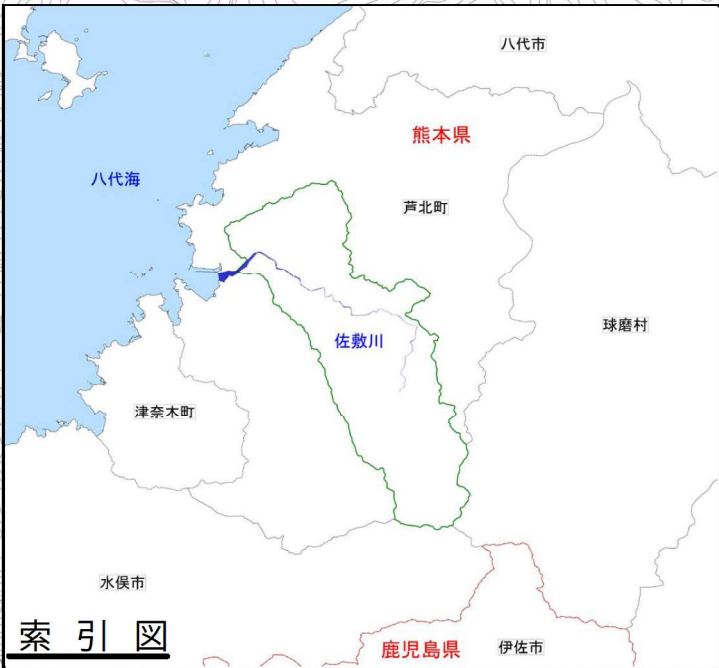 八代市
熊本県
八代海
芦北町
球磨村
佐敷川
津奈木町
水俣市
索引図
鹿児島県
伊佐市